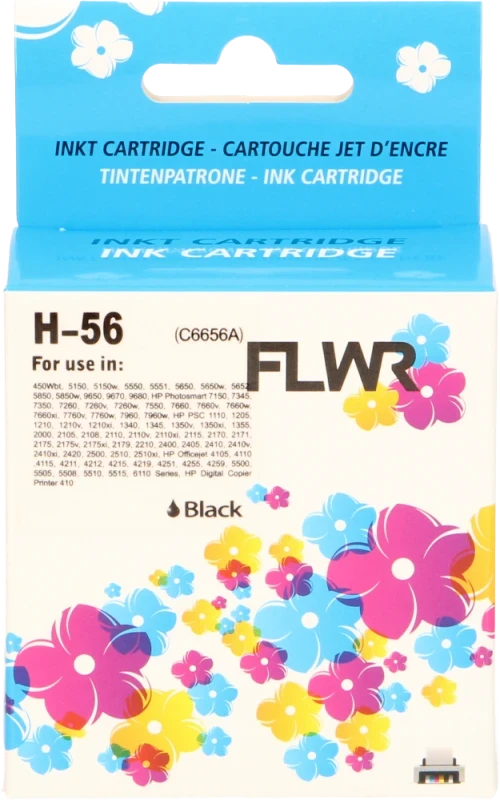 INKT CARTRIDGE - CARTOUCHE JET D'ENCRE
TINTENPATRONE - INK CARTRIDGE
INKT CARTRIDGE
INK CARTRIDGE
H-56 (C6656A)
FLWR
For use in:
450Wbt, 5150, 5150w, 5550, 5551, 5650, 5650w, 5652,
5850, 5850w, 9650, 9670, 9680, HP Photosmart 7150, 7345,
7350, 7260, 7260v, 7260w, 7550, 7660, 7660v, 7660w,
7660xi, 7760, 7760v, 7760w, 7960, 7960w, HP PSC 1110, 1205,
1210, 1210v, 1210xi, 1340, 1345, 1350v, 1350xi, 1355,
2000, 2105, 2108, 2110, 2110v, 2110xi, 2115, 2170, 2171,
2175, 2175v, 2175xi, 2179, 2210, 2400, 2405, 2410, 2410v,
2410xi, 2420, 2500, 2510, 2510xi, HP Officejet 4105, 4110
,4115, 4211, 4212, 4215, 4219, 4251, 4255, 4259, 5500,
5505, 5508, 5510, 5515, 6110 Series, HP Digital Copier
Printer 410
Black